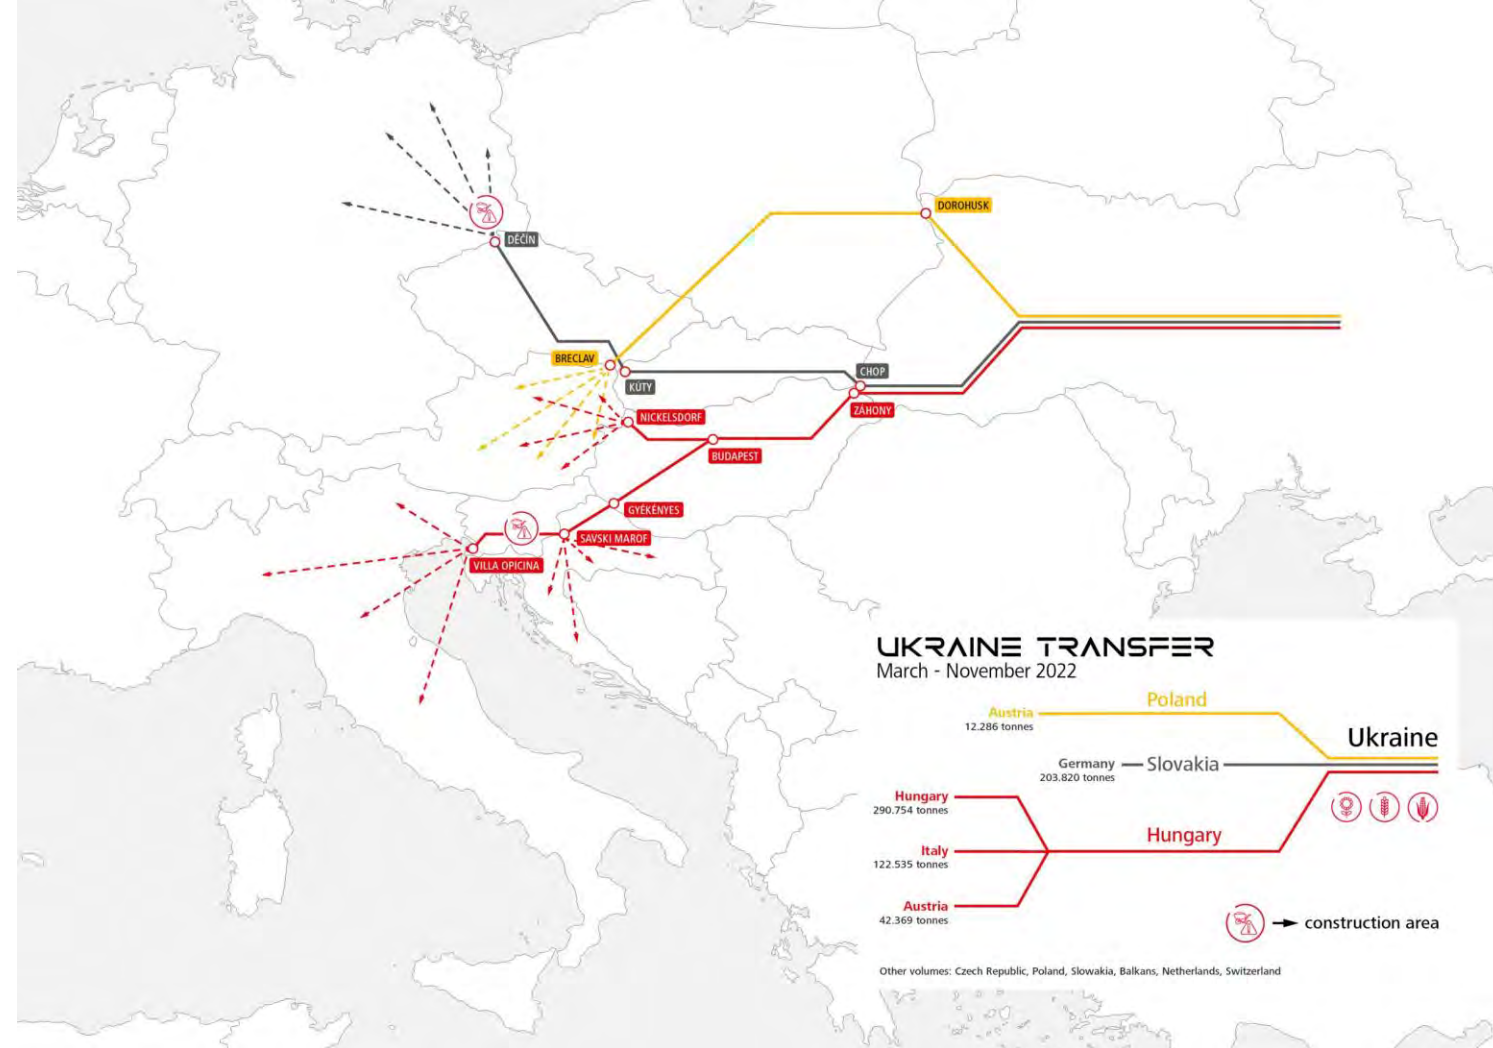 DOROHUSK
DĚČÍN
BRECLAV
KÚTY
CHOP
ZÁHONY
NICKELSDORF
BUDAPEST
GYÉKÉNYES
SAVSKI MAROF
VILLA OPICINA
UKRAINE TRANSFER
March - November 2022
Poland
Austria
12.286 tonnes
Ukraine
Germany
Slovakia
203.820 tonnes
Hungary
290.754 tonnes
Hungary
Italy
122.535 tonnes
Austria
42.369 tonnes
construction area
Other volumes: Czech Republic, Poland, Slowakia, Balkans, Netherlands, Switzerland